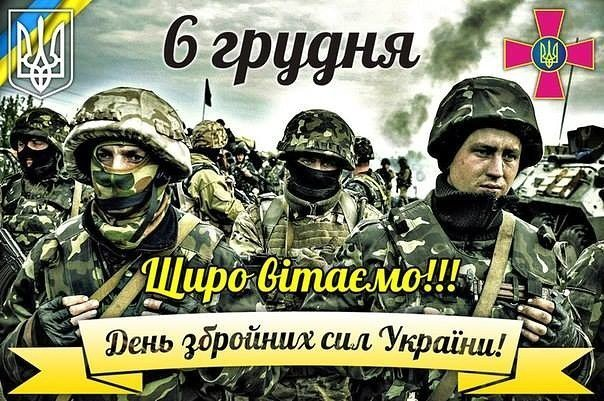 6 грудня
Щиро вітаємо!!!
День збройних сил України!